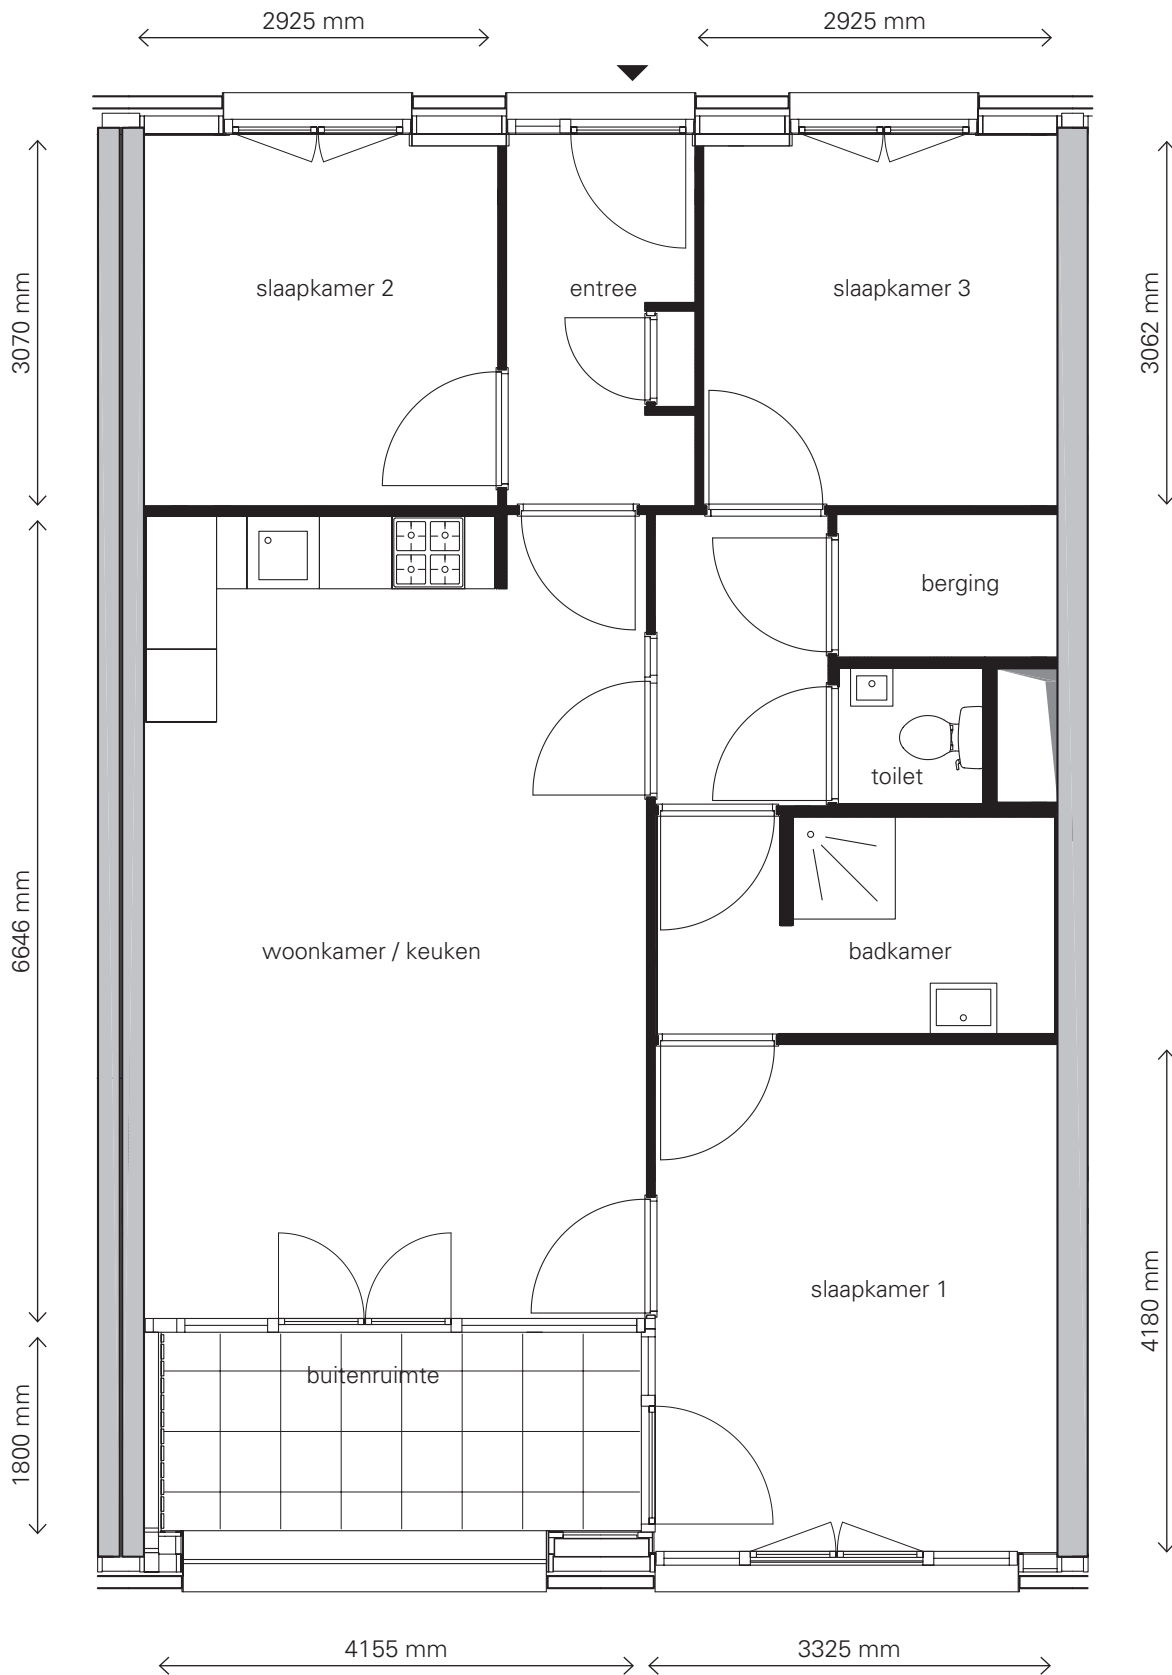 2925 mm
2925 mm
3070 mm
3062 mm
slaapkamer 2
entree
slaapkamer 3
berging
toilet
6646 mm
woonkamer / keuken
badkamer
slaapkamer 1
4180 mm
buitenruimte
1800 mm
4155 mm
3325 mm